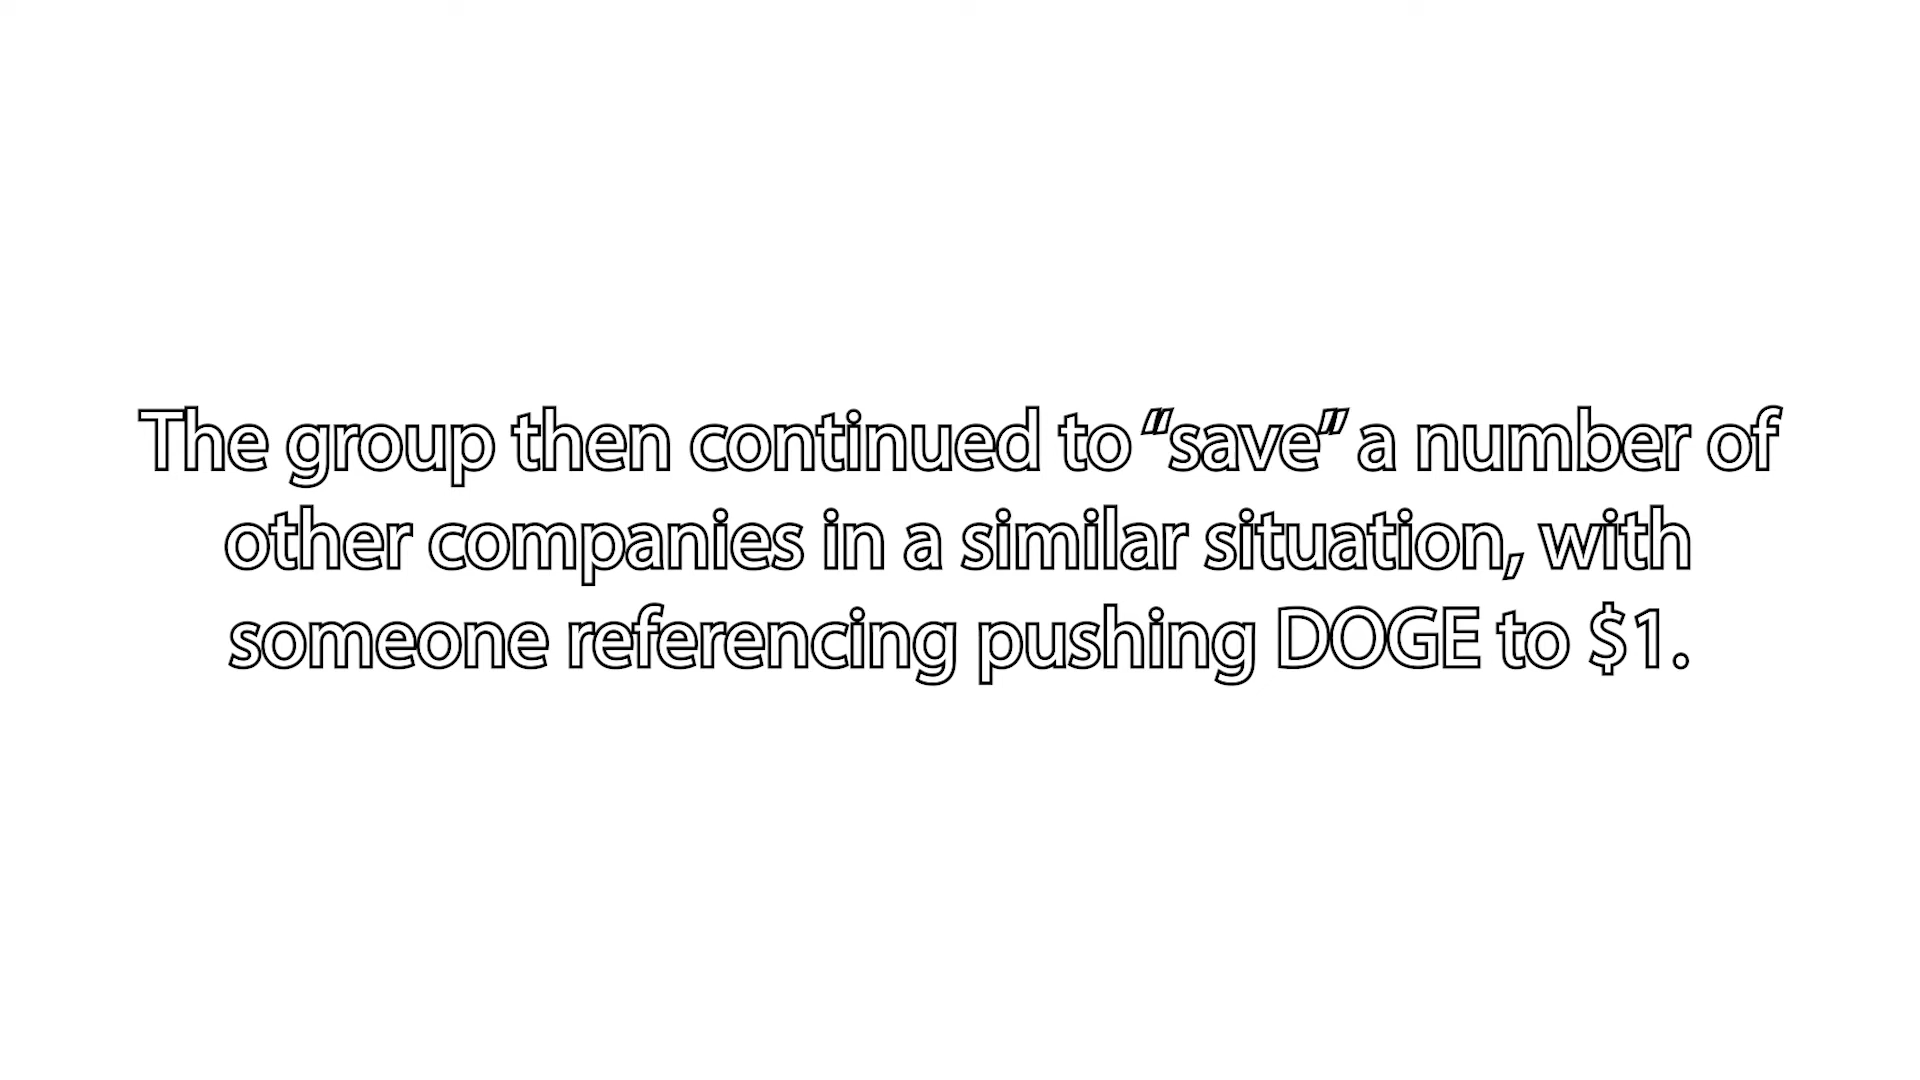 The group then continued to “save” a number of
other companies in a similar situation, with
someone referencing pushing DOGE to $1.